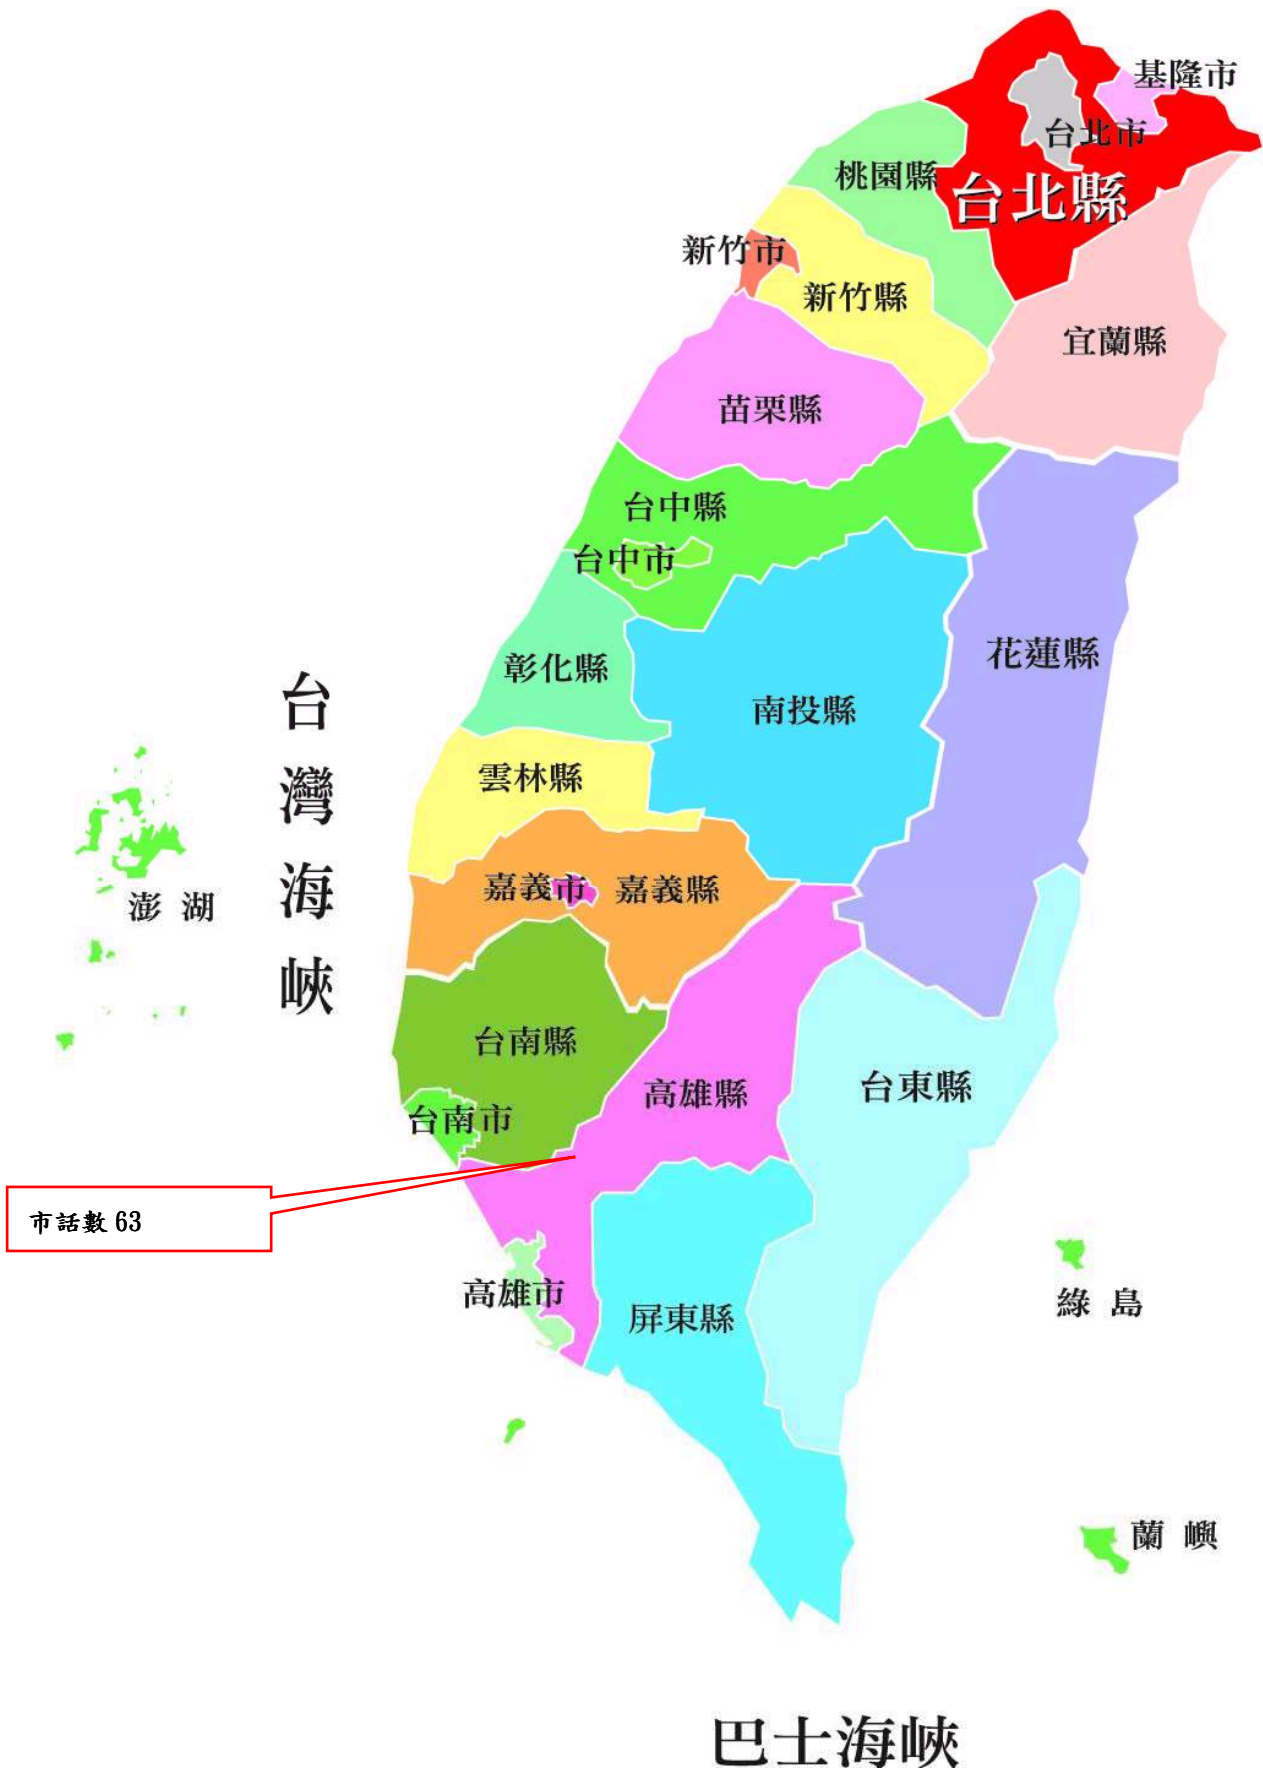 基隆市
台北市
桃園縣
台北縣
新竹市
新竹縣
宜蘭縣
苗栗縣
台中縣
台中市
花蓮縣
彰化縣
南投縣
台灣海峽
雲林縣
嘉義市
嘉義縣
澎湖
台南縣
台東縣
高雄縣
台南市
市話數 63
高雄市
綠島
屏東縣
蘭嶼
巴士海峽